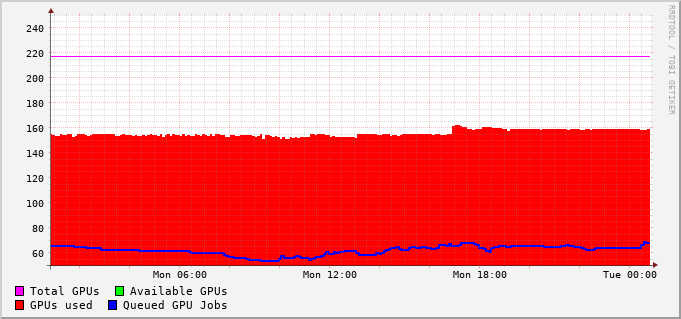 240
220
200
180
160
140
120
100
80
60
Mon 06:00 Mon 12:00 Mon 18:00 Tue 00:00
Total GPUs Available GPUs
GPUs used Queued GPU Jobs
RRDTOOL / TOBI OETIKER